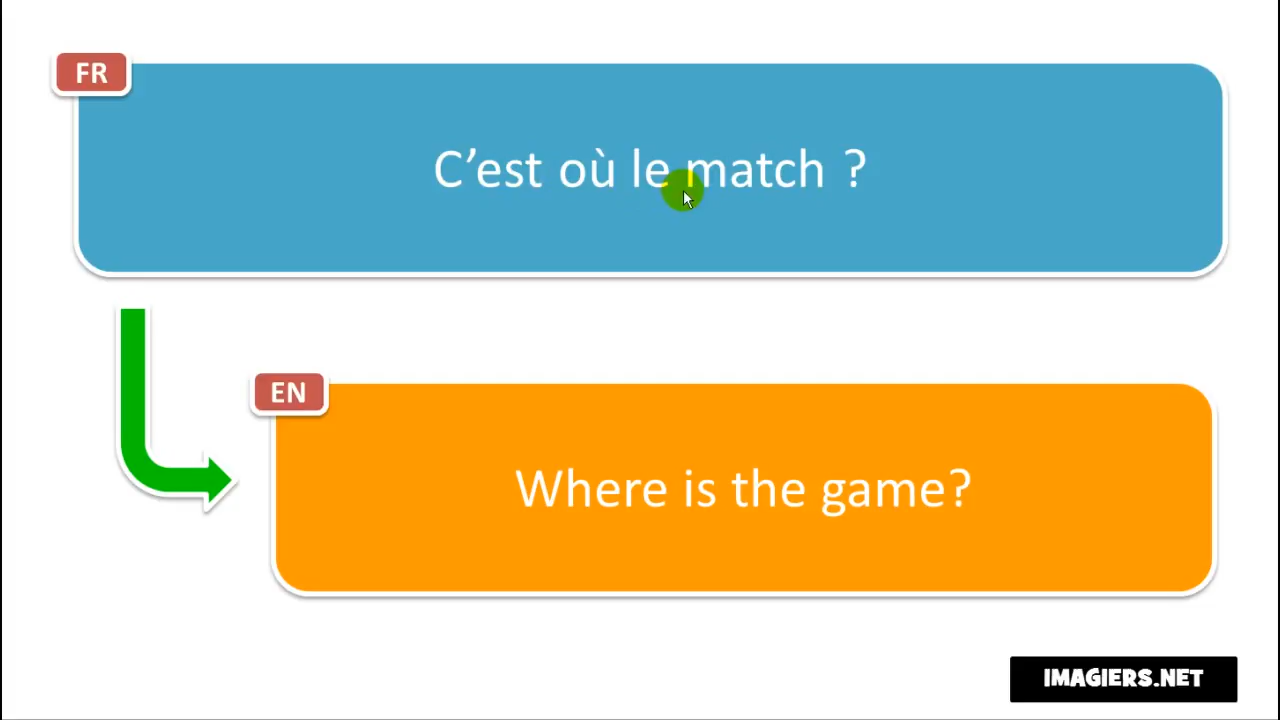 FR
C’est où le match ?
EN
Where is the game?
IMAGIERS.NET